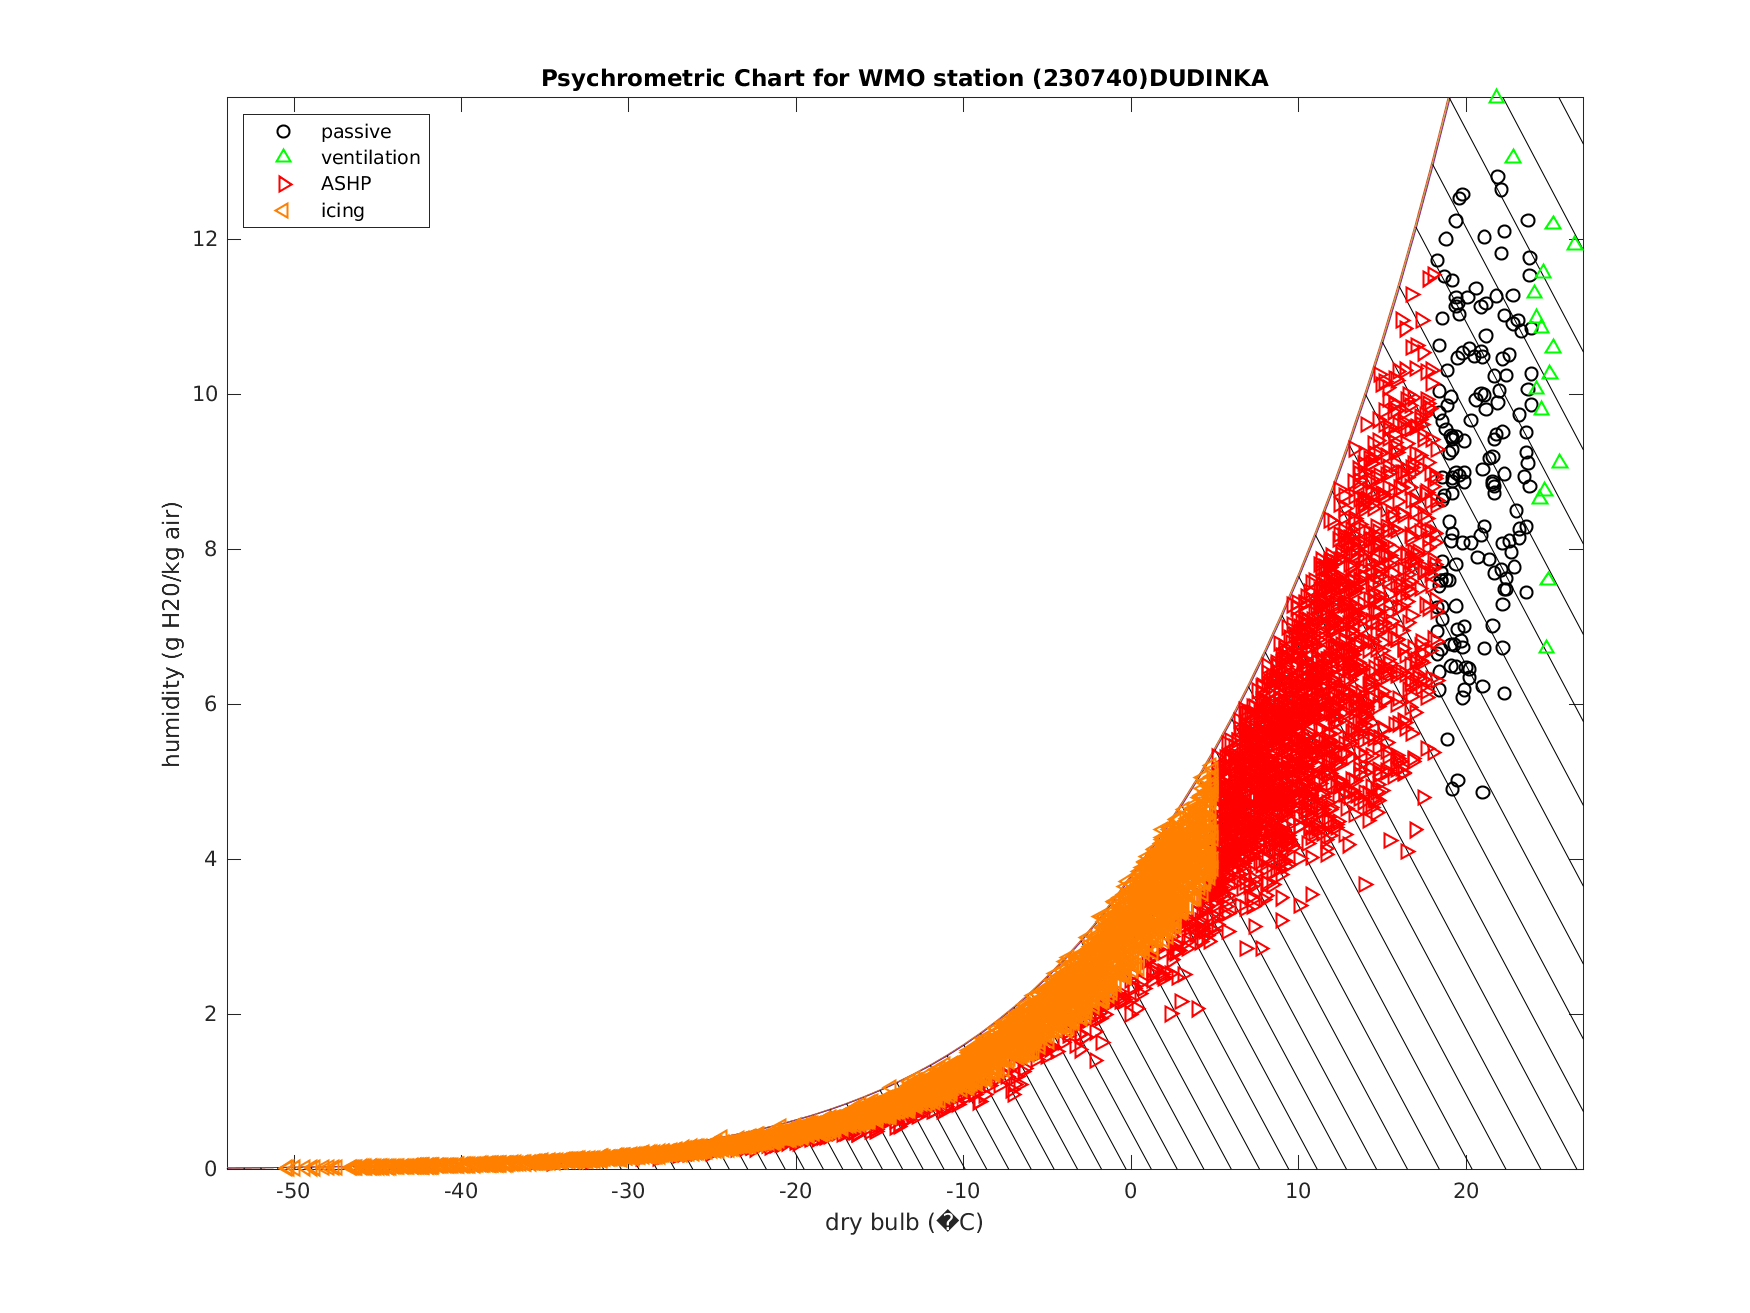 Psychrometric Chart for WMO station (230740)DUDINKA
passive
ventilation
ASHP
icing
humidity (g H20/kg air)
12
10
8
6
4
2
0
-50 -40 -30 -20 -10 0 10 20
dry bulb (�C)